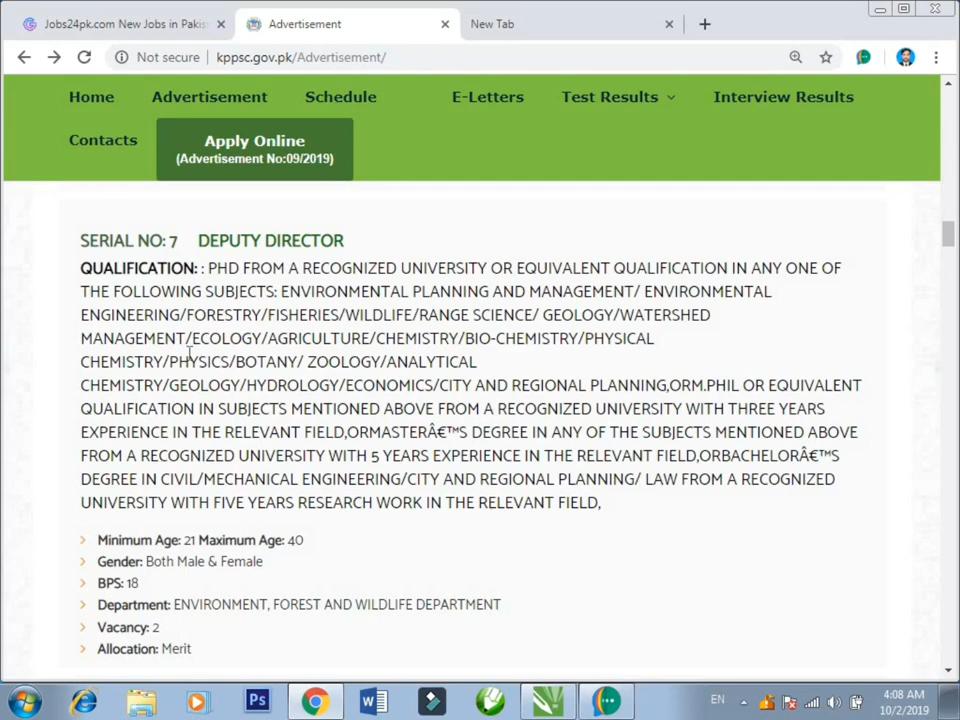 Jobs24pk.com New Jobs in Pakis
Advertisement
New Tab
Not secure
kppsc.gov.pk/Advertisement/
Home
Advertisement
Schedule
E-Letters
Test Results
Interview Results
Contacts
Apply Online
(Advertisement No:09/2019)
SERIAL NO: 7 DEPUTY DIRECTOR
QUALIFICATION: : PHD FROM A RECOGNIZED UNIVERSITY OR EQUIVALENT QUALIFICATION IN ANY ONE OF
THE FOLLOWING SUBJECTS: ENVIRONMENTAL PLANNING AND MANAGEMENT/ ENVIRONMENTAL
ENGINEERING/FORESTRY/FISHERIES/WILDLIFE/RANGE SCIENCE/ GEOLOGY/WATERSHED
MANAGEMENT/ECOLOGY/AGRICULTURE/CHEMISTRY/BIO-CHEMISTRY/PHYSICAL
CHEMISTRY/PHYSICS/BOTANY/ ZOOLOGY/ANALYTICAL
CHEMISTRY/GEOLOGY/HYDROLOGY/ECONOMICS/CITY AND REGIONAL PLANNING,ORM.PHIL OR EQUIVALENT
QUALIFICATION IN SUBJECTS MENTIONED ABOVE FROM A RECOGNIZED UNIVERSITY WITH THREE YEARS
EXPERIENCE IN THE RELEVANT FIELD,ORMASTERÂ€™S DEGREE IN ANY OF THE SUBJECTS MENTIONED ABOVE
FROM A RECOGNIZED UNIVERSITY WITH 5 YEARS EXPERIENCE IN THE RELEVANT FIELD,ORBACHELORÂ€™S
DEGREE IN CIVIL/MECHANICAL ENGINEERING/CITY AND REGIONAL PLANNING/ LAW FROM A RECOGNIZED
UNIVERSITY WITH FIVE YEARS RESEARCH WORK IN THE RELEVANT FIELD,
Minimum Age: 21 Maximum Age: 40
Gender: Both Male & Female
BPS: 18
Department: ENVIRONMENT, FOREST AND WILDLIFE DEPARTMENT
Vacancy: 2
Allocation: Merit
Ps
W
EN
4:08 AM
10/2/2019